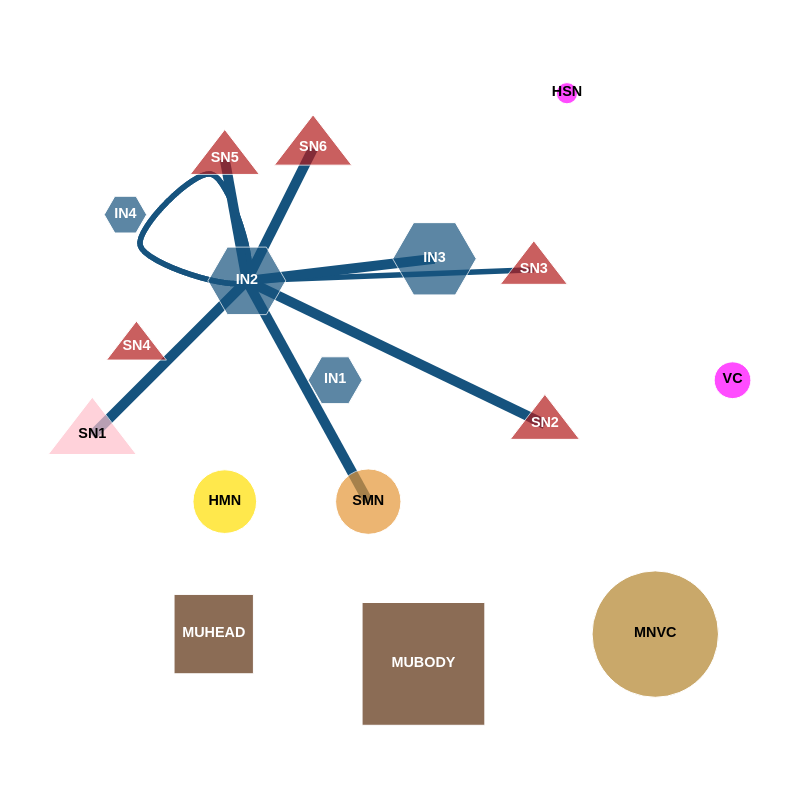 HSN
SN6
SN5
IN4
IN3
SN3
IN2
SN4
IN1
VC
SN2
SN1
HMN
SMN
MUHEAD
MNVC
MUBODY